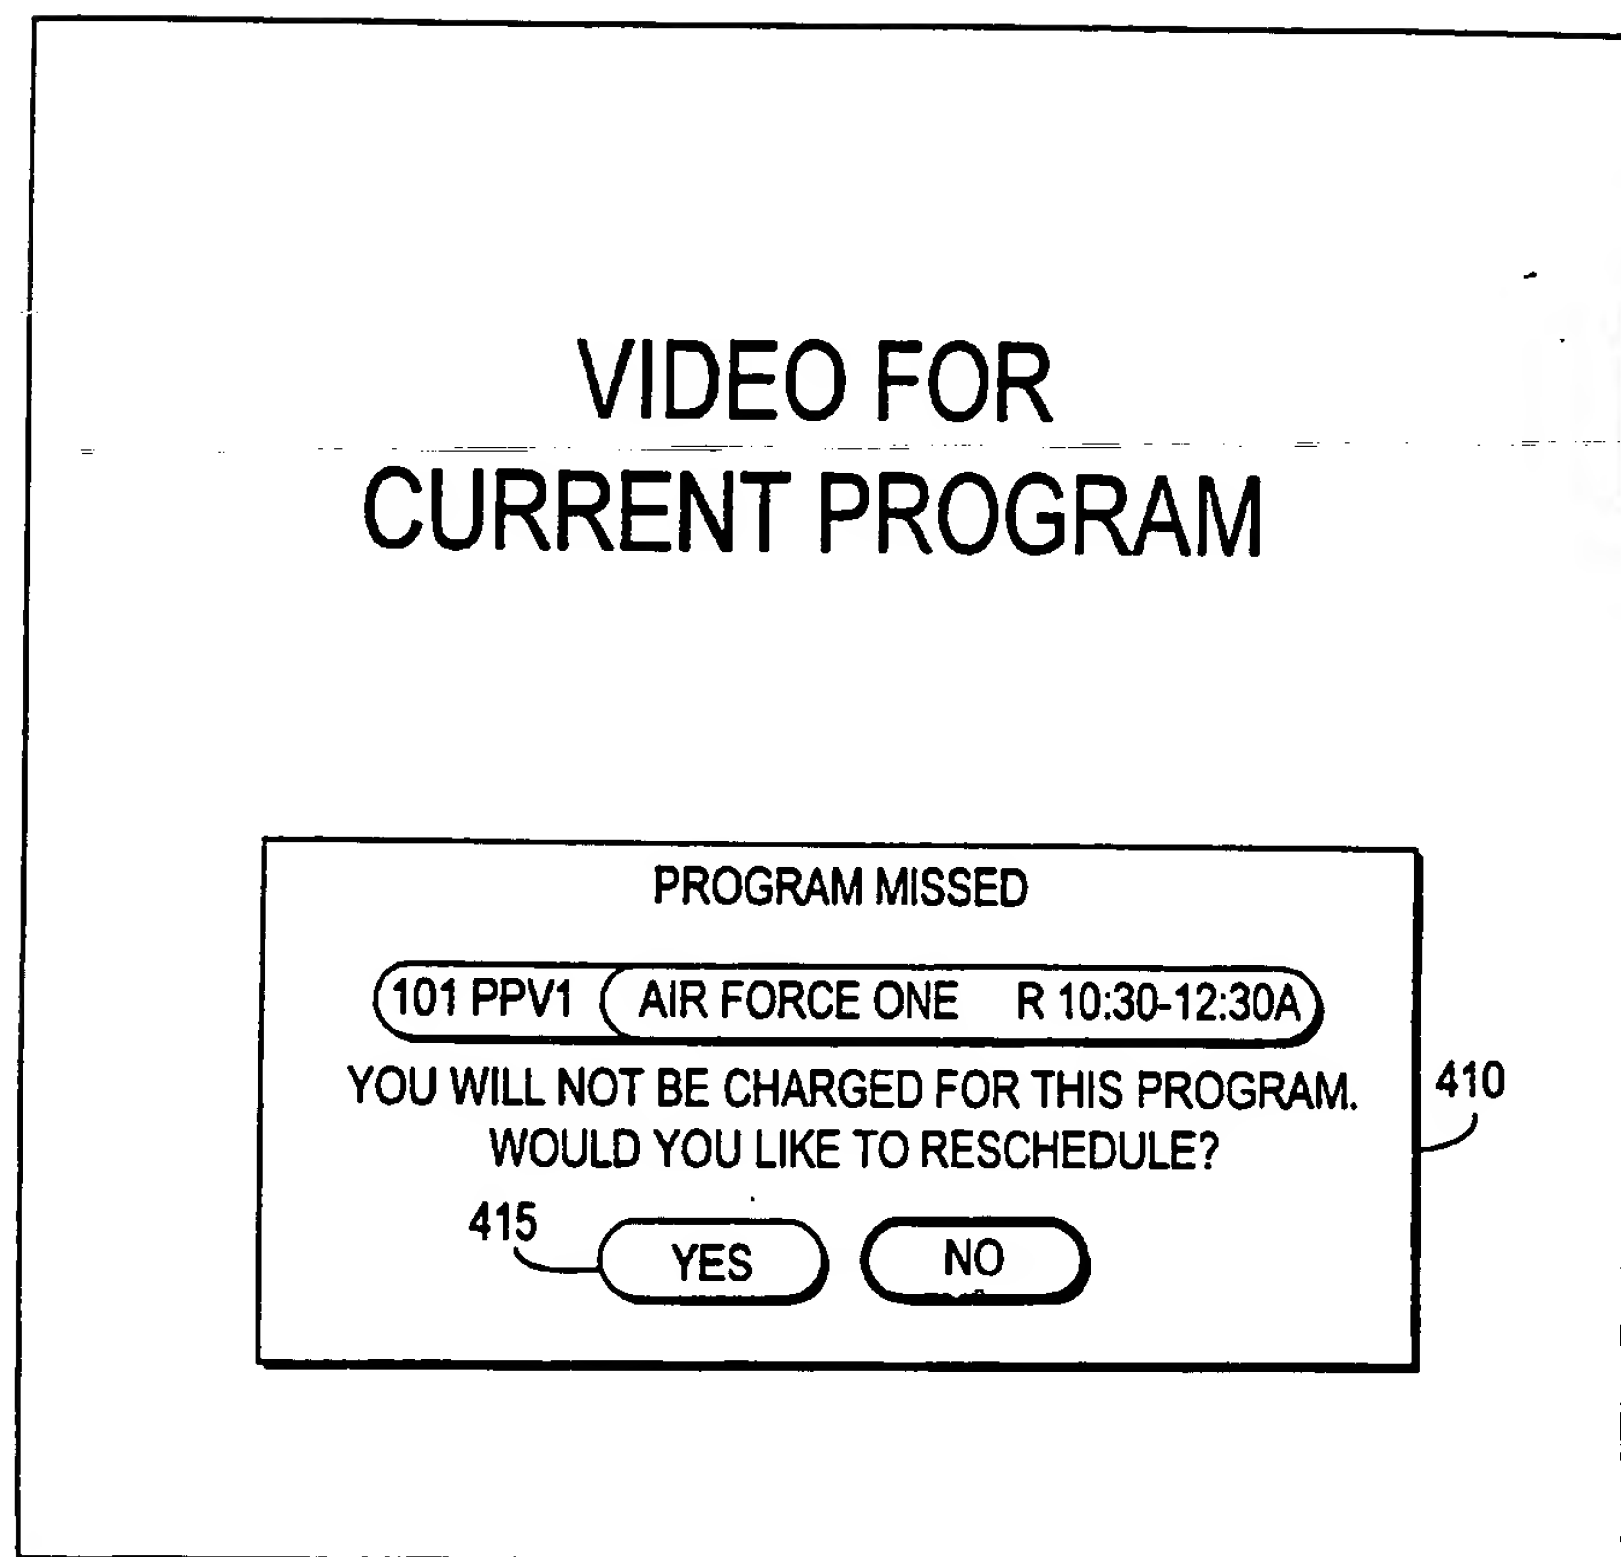 VIDEO FOR
CURRENT PROGRAM
PROGRAM MISSED
101 PPV1 AIR FORCE ONE R 10:30-12:30A
YOU WILL NOT BE CHARGED FOR THIS PROGRAM.
410
WOULD YOU LIKE TO RESCHEDULE?
415
YES NO